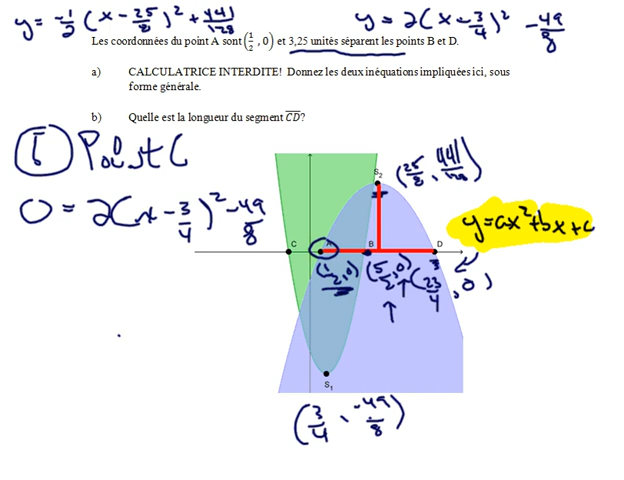 y = -1/2 (x - 25/8)² + 441/128
y = 2(x - 3/4)² - 49/8
Les coordonnées du point A sont (1/2 , 0) et 3,25 unités séparent les points B et D.
a) CALCULATRICE INTERDITE! Donnez les deux inéquations impliquées ici, sous
forme générale.
b) Quelle est la longueur du segment CD?
Point C
S₂
(25/8 , 441/128)
0 = 2(x - 3/4)² - 49/8
y = ax² + bx + c
C A B D
(1/2, 0) (5/2, 0) (23/4, 0)
S₁
(3/4 , -49/8)